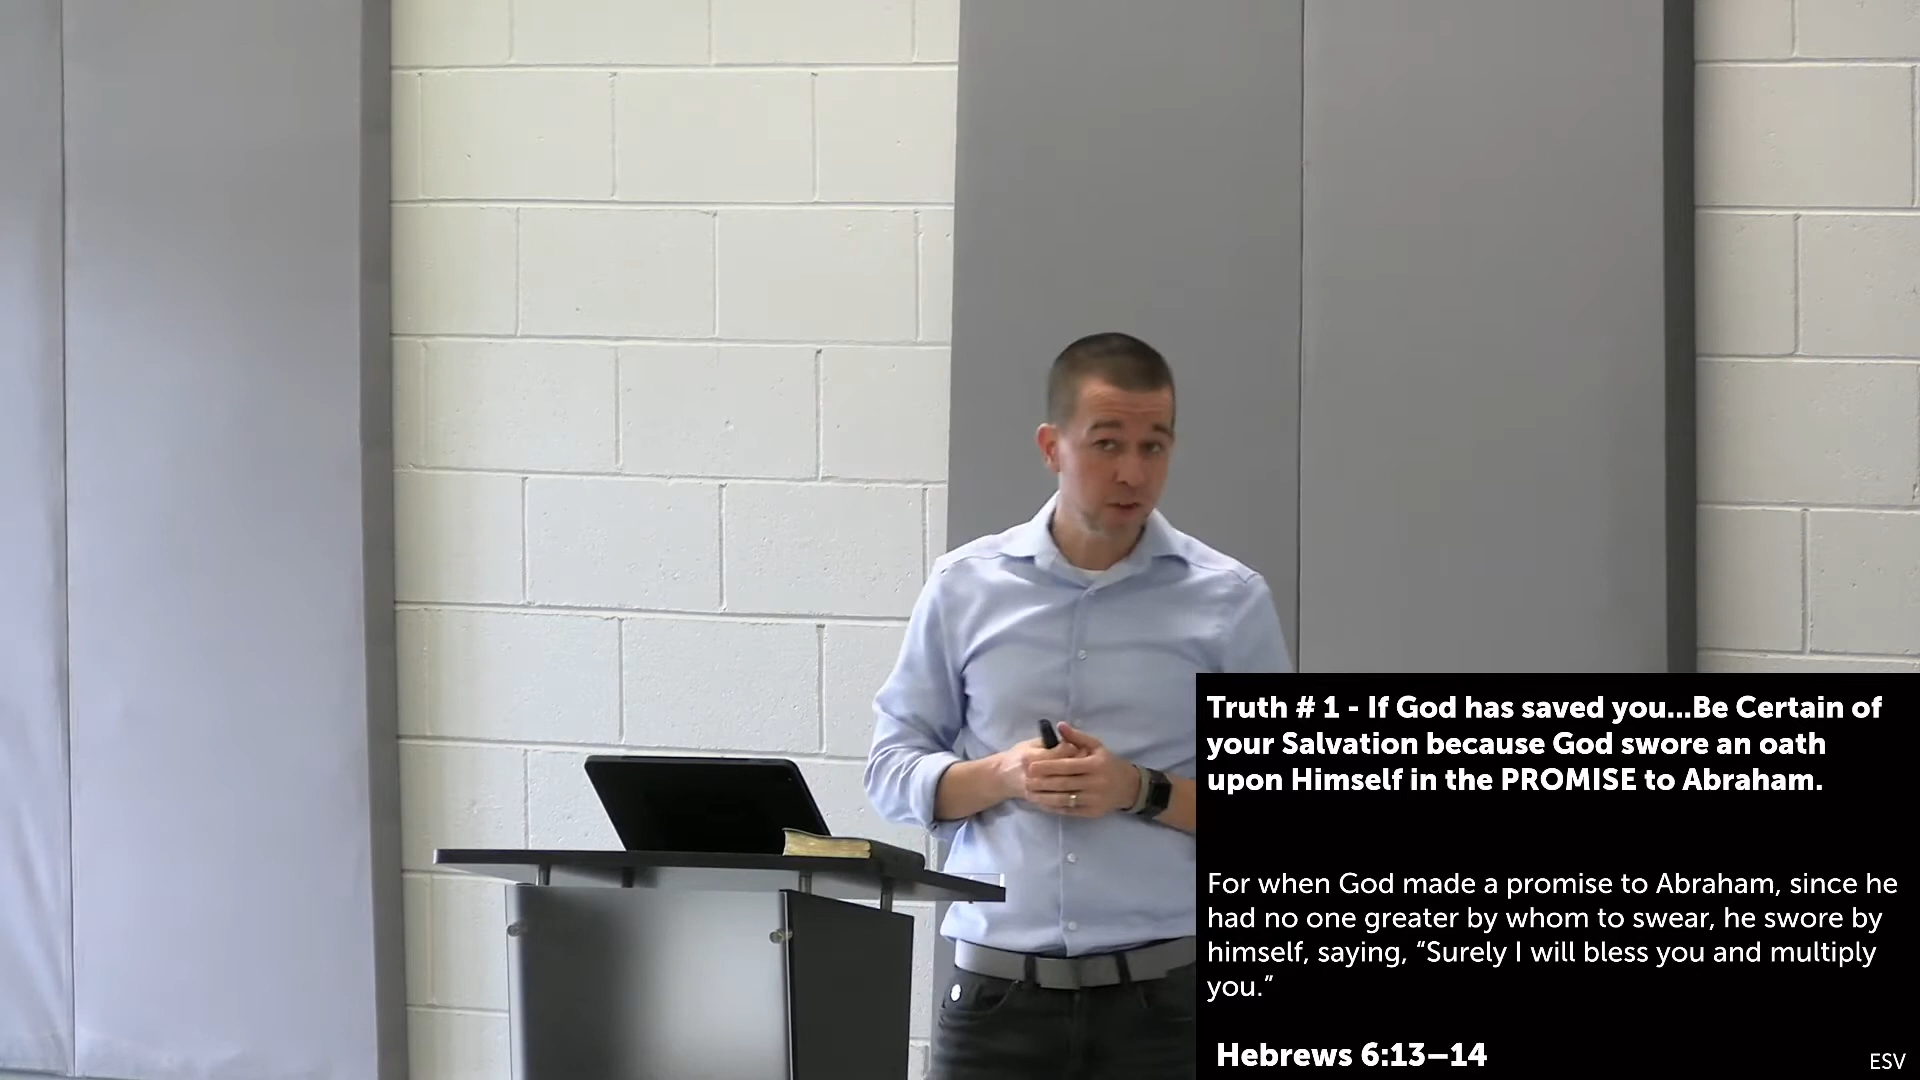 Truth # 1 - If God has saved you...Be Certain of
your Salvation because God swore an oath
upon Himself in the PROMISE to Abraham.
For when God made a promise to Abraham, since he
had no one greater by whom to swear, he swore by
himself, saying, “Surely I will bless you and multiply
you.”
Hebrews 6:13–14
ESV